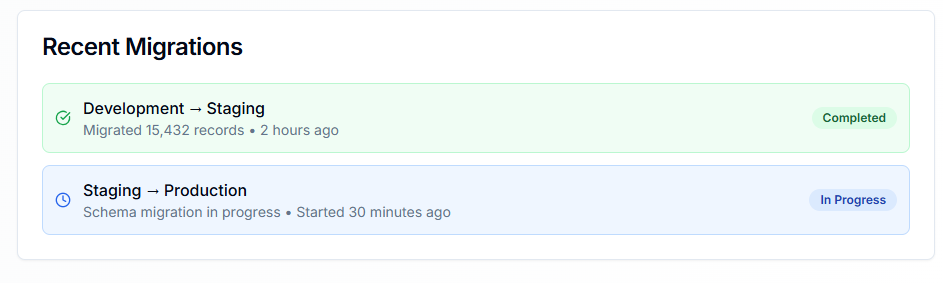 Recent Migrations
Development → Staging
Migrated 15,432 records • 2 hours ago
Completed
Staging → Production
Schema migration in progress • Started 30 minutes ago
In Progress